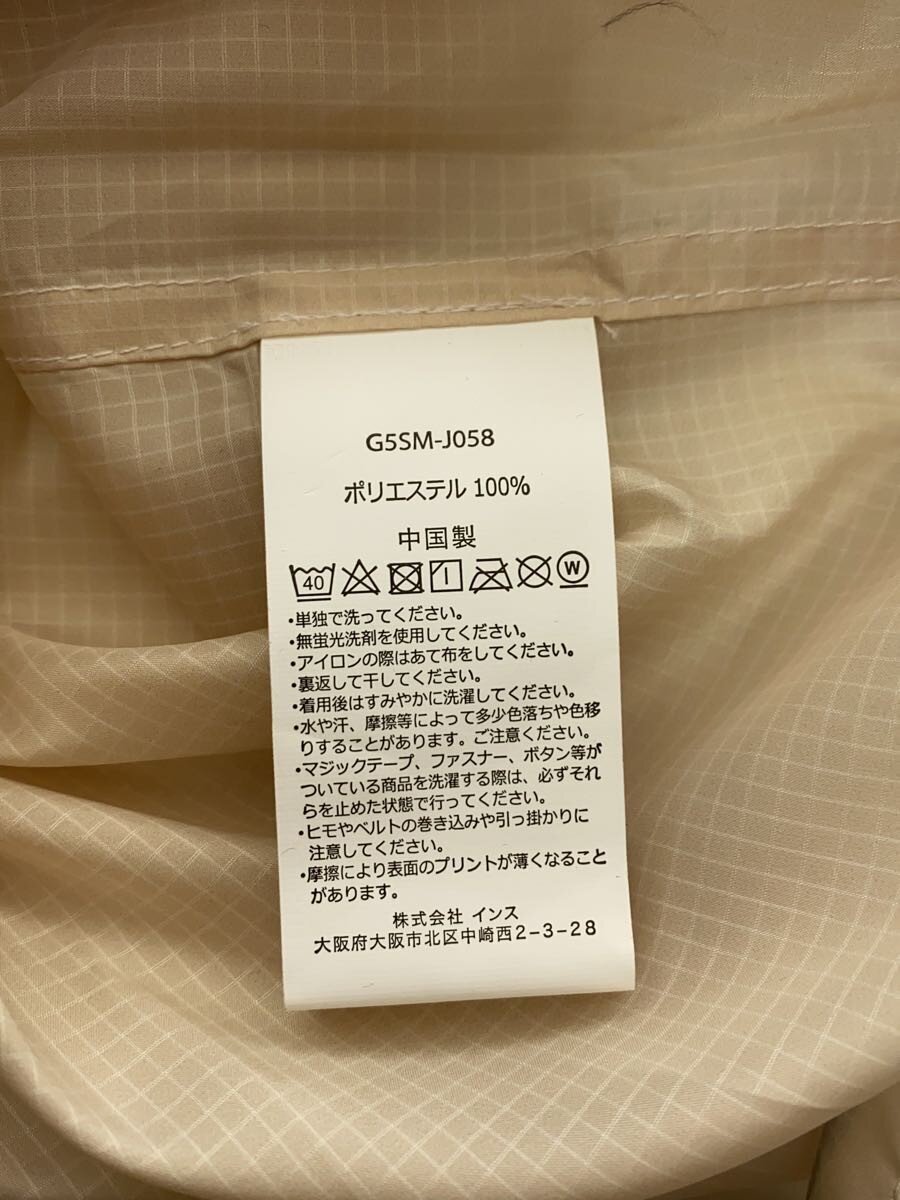 G5SM-J058
ポリエステル 100%
中国製
40 W
・単独で洗ってください。
・無蛍光洗剤を使用してください。
・アイロンの際はあて布をしてください。
・裏返して干してください。
・着用後はすみやかに洗濯してください。
・水や汗、摩擦等によって多少色落ちや色移
りすることがあります。ご注意ください。
・マジックテープ、ファスナー、ボタン等が
ついている商品を洗濯する際は、必ずそれ
らを止めた状態で行ってください。
・ヒモやベルトの巻き込みや引っ掛かりに
注意してください。
・摩擦により表面のプリントが薄くなること
があります。
株式会社 インス
大阪府大阪市北区中崎西2-3-28